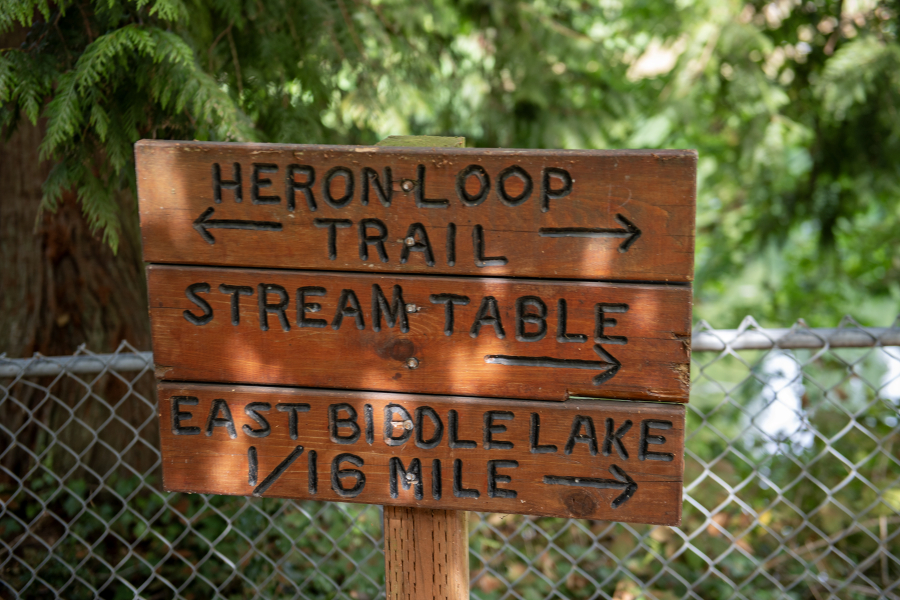 HERON LOOP
← TRAIL →
STREAM TABLE
→
EAST BIDDLE LAKE
1/16 MILE →